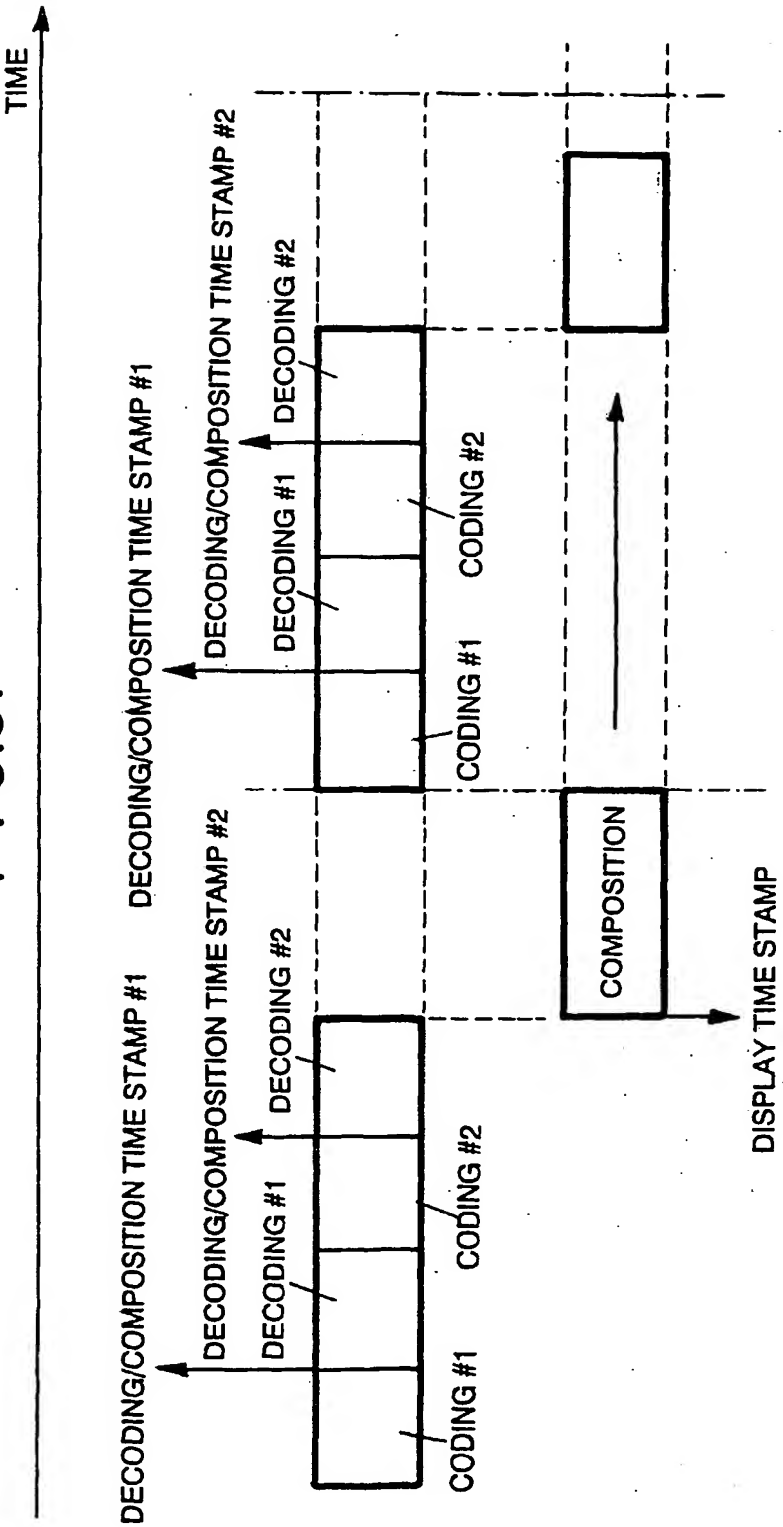 TIME
DECODING/COMPOSITION TIME STAMP #1
DECODING/COMPOSITION TIME STAMP #1
DECODING/COMPOSITION TIME STAMP #2
DECODING/COMPOSITION TIME STAMP #2
DECODING #1
DECODING #2
DECODING #1
DECODING #2
CODING #1
CODING #2
CODING #1
CODING #2
COMPOSITION
DISPLAY TIME STAMP